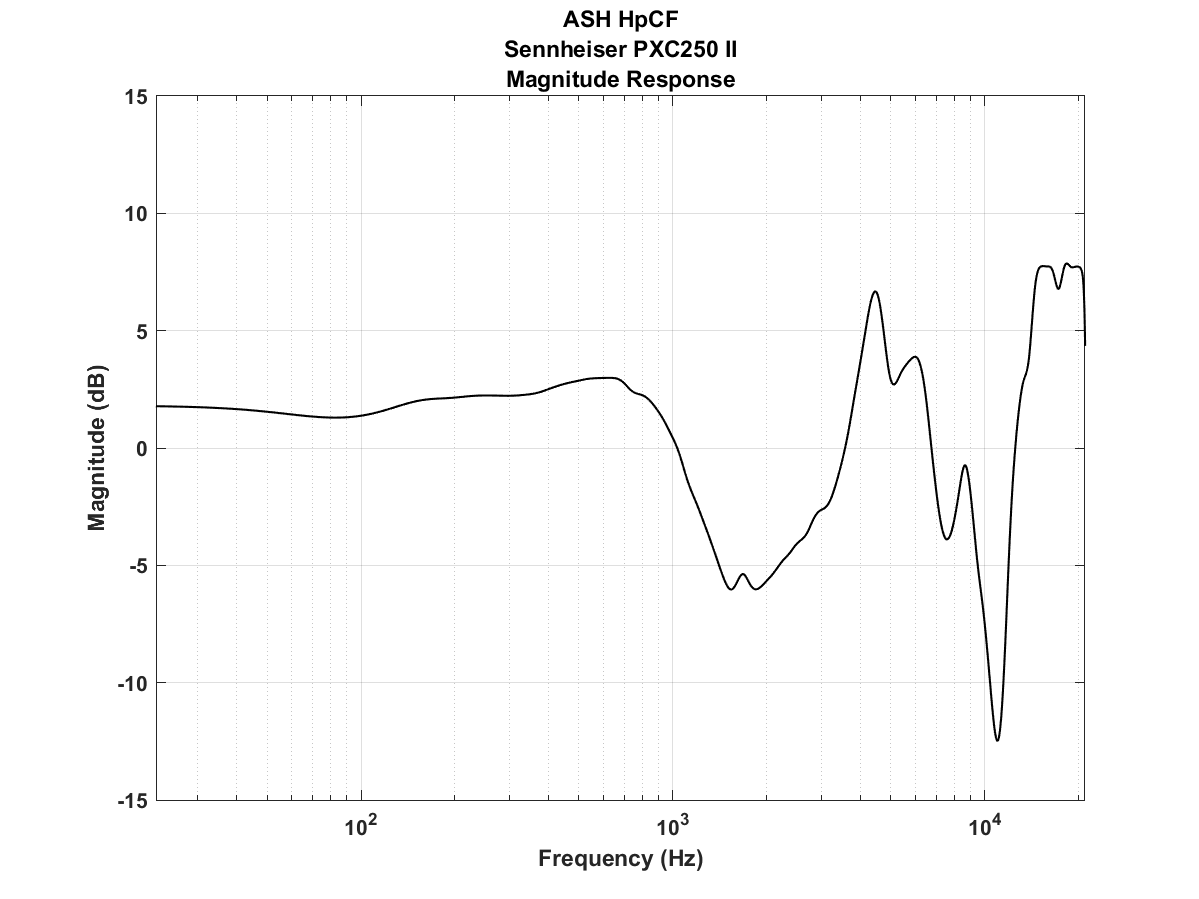 ASH HpCF
Sennheiser PXC250 II
Magnitude Response
15
10
5
0
-5
-10
-15
Magnitude (dB)
10²
10³
10⁴
Frequency (Hz)